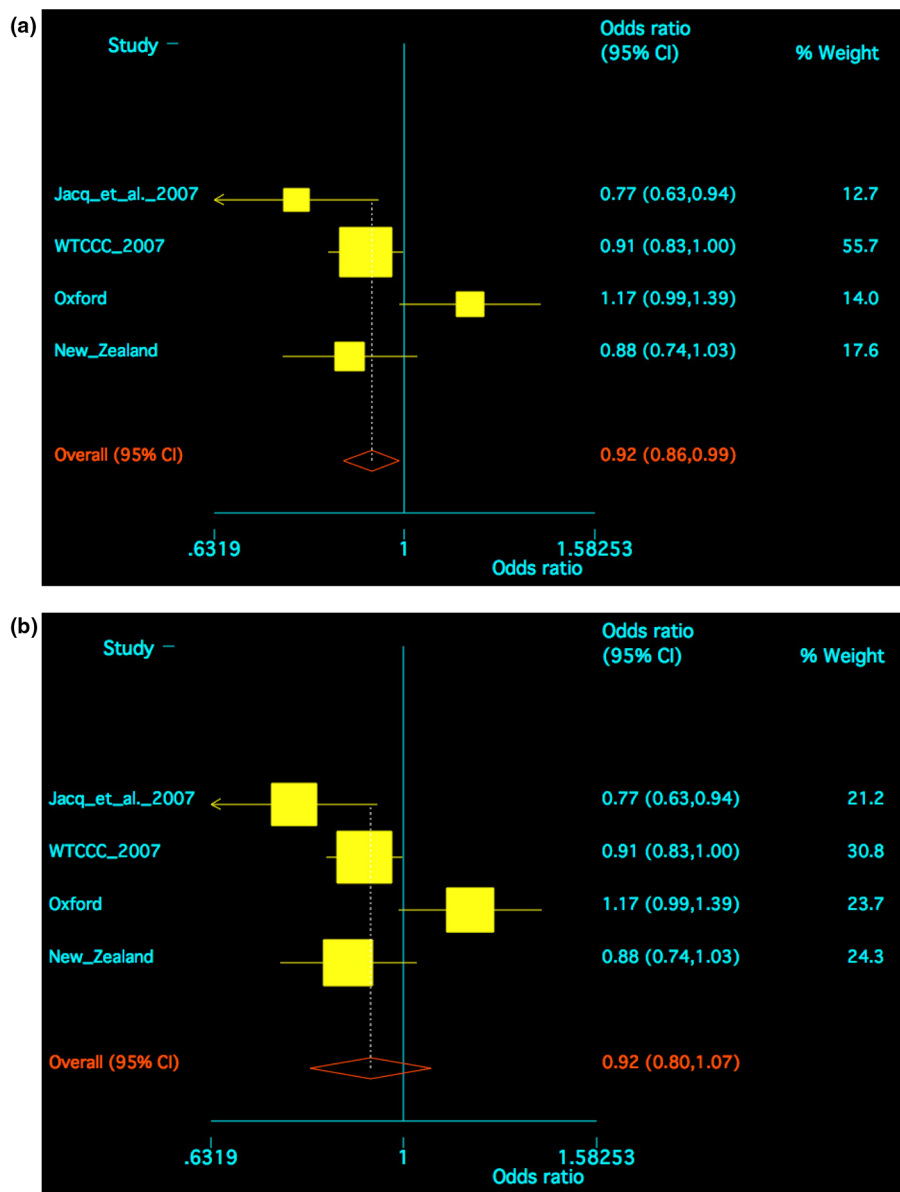 (a)
Study
Odds ratio
(95% CI) % Weight
Jacq_et_al._2007 0.77 (0.63,0.94) 12.7
WTCCC_2007 0.91 (0.83,1.00) 55.7
Oxford 1.17 (0.99,1.39) 14.0
New_Zealand 0.88 (0.74,1.03) 17.6
Overall (95% CI) 0.92 (0.86,0.99)
.6319 1 1.58253
Odds ratio
(b)
Study
Odds ratio
(95% CI) % Weight
Jacq_et_al._2007 0.77 (0.63,0.94) 21.2
WTCCC_2007 0.91 (0.83,1.00) 30.8
Oxford 1.17 (0.99,1.39) 23.7
New_Zealand 0.88 (0.74,1.03) 24.3
Overall (95% CI) 0.92 (0.80,1.07)
.6319 1 1.58253
Odds ratio